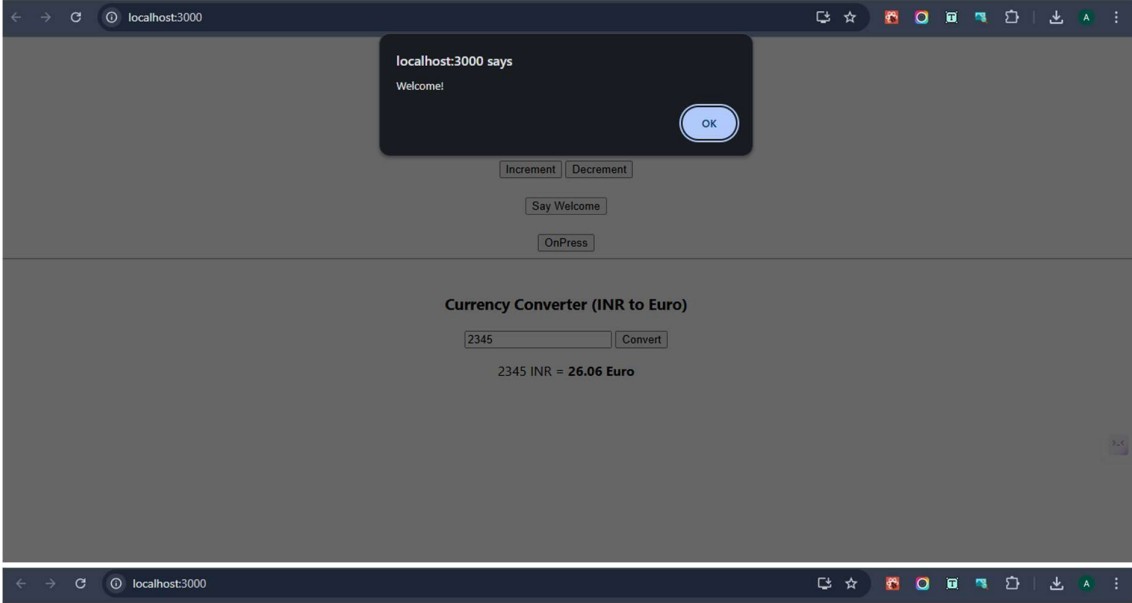 localhost:3000
A
localhost:3000 says
Welcome!
OK
Increment Decrement
Say Welcome
OnPress
Currency Converter (INR to Euro)
2345 Convert
2345 INR = 26.06 Euro
localhost:3000
A